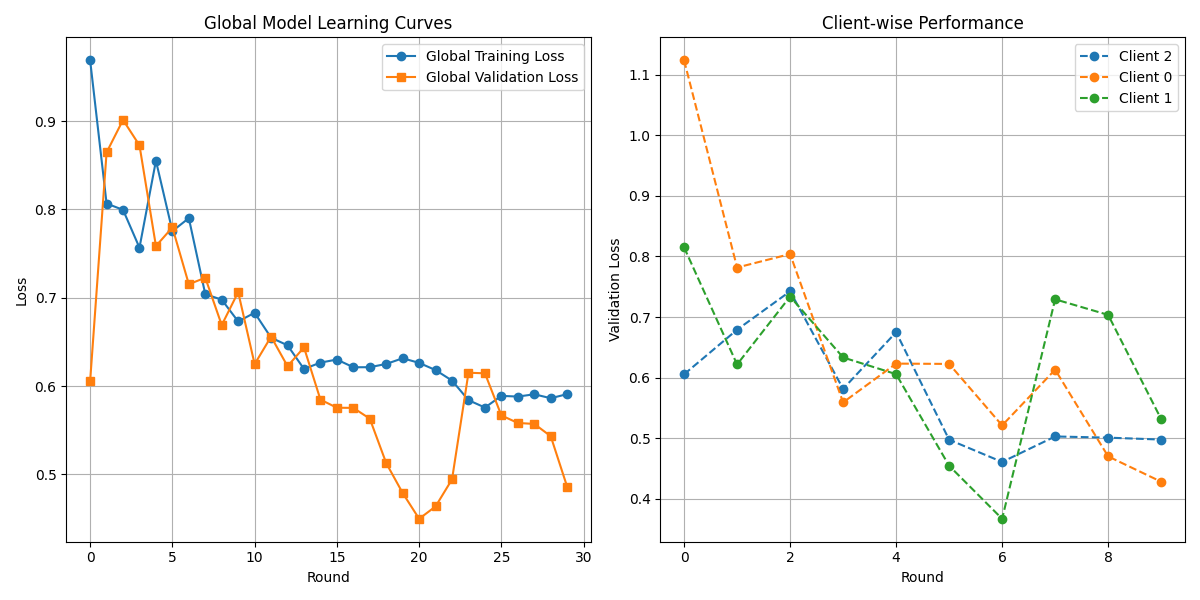 Global Model Learning Curves
Global Training Loss
Global Validation Loss
Loss
0.9
0.8
0.7
0.6
0.5
0 5 10 15 20 25 30
Round
Client-wise Performance
Client 2
Client 0
Client 1
Validation Loss
1.1
1.0
0.9
0.8
0.7
0.6
0.5
0.4
0 2 4 6 8
Round